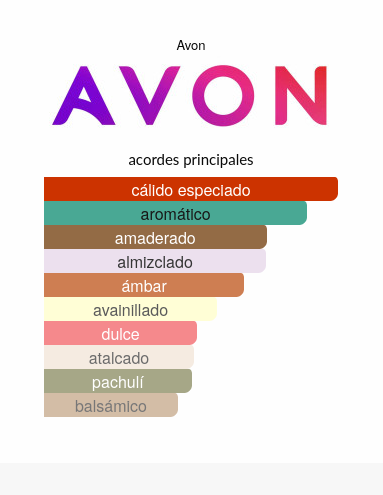 Avon
AVON
acordes principales
cálido especiado
aromático
amaderado
almizclado
ámbar
avainillado
dulce
atalcado
pachulí
balsámico